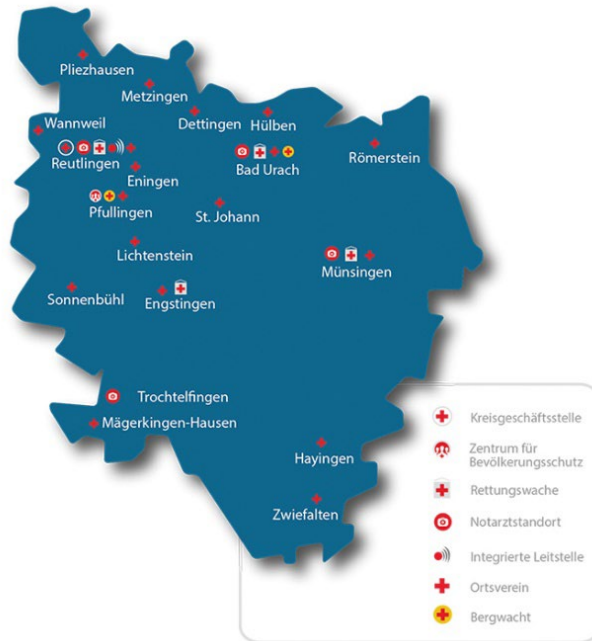 Pliezhausen
Metzingen
Dettingen
Hülben
Wannweil
Römerstein
Reutlingen
Eningen
Bad Urach
Pfullingen
St. Johann
Lichtenstein
Münsingen
Sonnenbühl
Engstingen
Trochtelfingen
Mägerkingen-Hausen
Hayingen
Zwiefalten
Kreisgeschäftsstelle
Zentrum für
Bevölkerungsschutz
Rettungswache
Notarztstandort
Integrierte Leitstelle
Ortsverein
Bergwacht